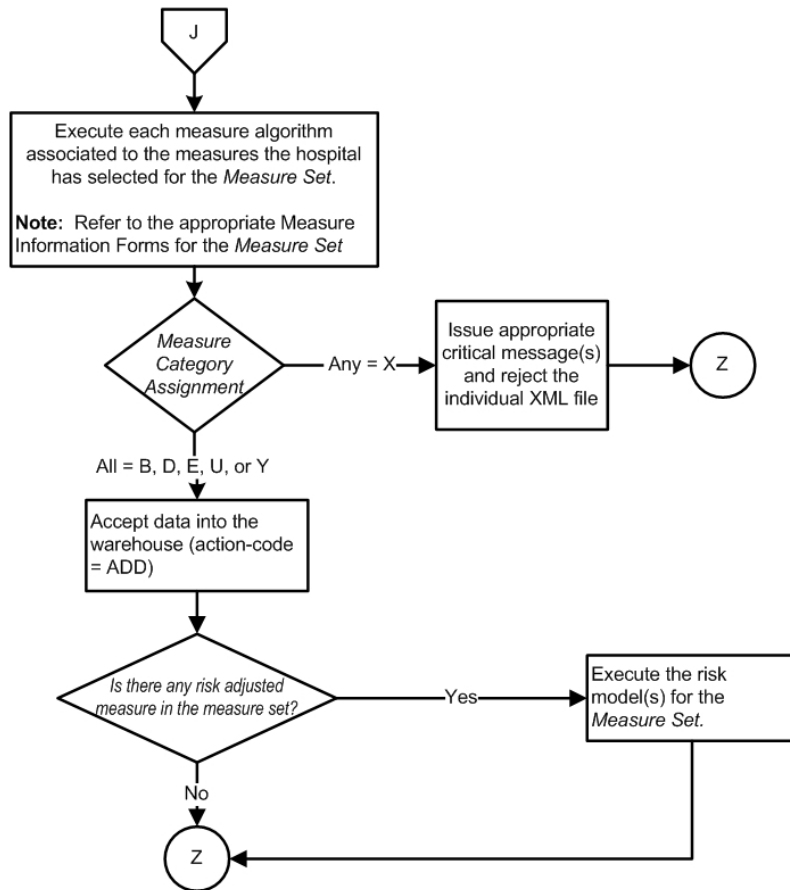 J
Execute each measure algorithm
associated to the measures the hospital
has selected for the Measure Set.
Note: Refer to the appropriate Measure
Information Forms for the Measure Set
Measure
Category
Assignment
Any = X
Issue appropriate
critical message(s)
and reject the
individual XML file
Z
All = B, D, E, U, or Y
Accept data into the
warehouse (action-code
= ADD)
Is there any risk adjusted
measure in the measure set?
Yes
Execute the risk
model(s) for the
Measure Set.
No
Z